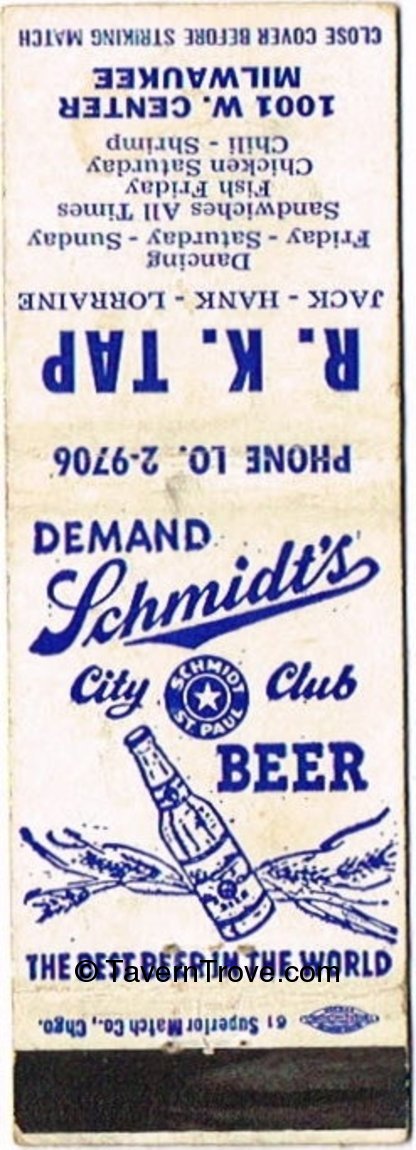 PHONE LO. 2-9706
R. K. TAP
JACK - HANK - LORRAINE
Dancing
Friday - Saturday - Sunday
Sandwiches All Times
Fish Friday
Chicken Saturday
Chili - Shrimp
1001 W. CENTER
MILWAUKEE
CLOSE COVER BEFORE STRIKING MATCH
DEMAND
Schmidt's
City Club
SCHMIDT
ST. PAUL
BEER
THE BEST BEER IN THE WORLD
© TavernTrove.com
61 Superior Match Co., Chgo.